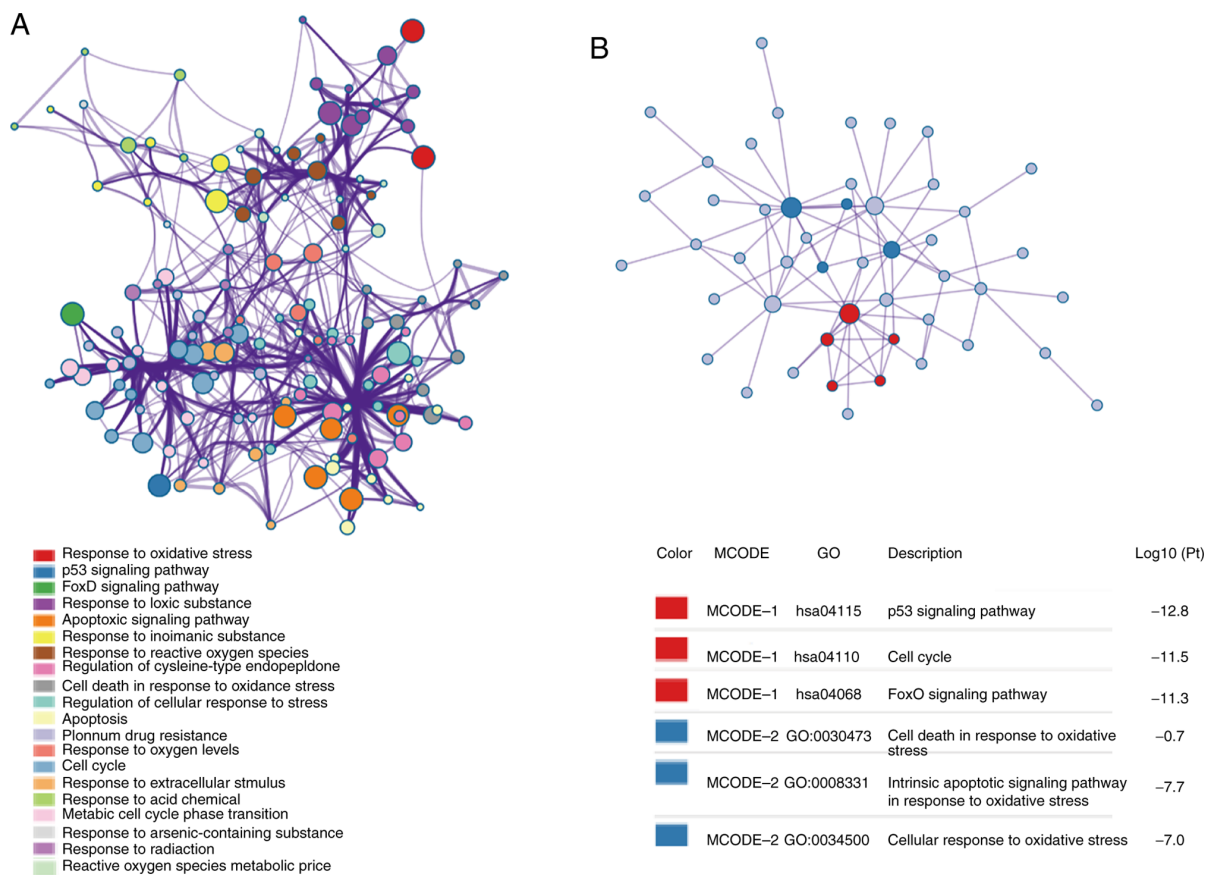 A
B
Response to oxidative stress
p53 signaling pathway
FoxD signaling pathway
Response to loxic substance
Apoptoxic signaling pathway
Response to inoimanic substance
Response to reactive oxygen species
Regulation of cysleine-type endopepldone
Cell death in response to oxidance stress
Regulation of cellular response to stress
Apoptosis
Plonnum drug resistance
Response to oxygen levels
Cell cycle
Response to extracellular stmulus
Response to acid chemical
Metabic cell cycle phase transition
Response to arsenic-containing substance
Response to radiaction
Reactive oxygen species metabolic price
Color MCODE GO Description Log10 (Pt)
MCODE–1 hsa04115 p53 signaling pathway –12.8
MCODE–1 hsa04110 Cell cycle –11.5
MCODE–1 hsa04068 FoxO signaling pathway –11.3
MCODE–2 GO:0030473 Cell death in response to oxidative –0.7
stress
MCODE–2 GO:0008331 Intrinsic apoptotic signaling pathway –7.7
in response to oxidative stress
MCODE–2 GO:0034500 Cellular response to oxidative stress –7.0